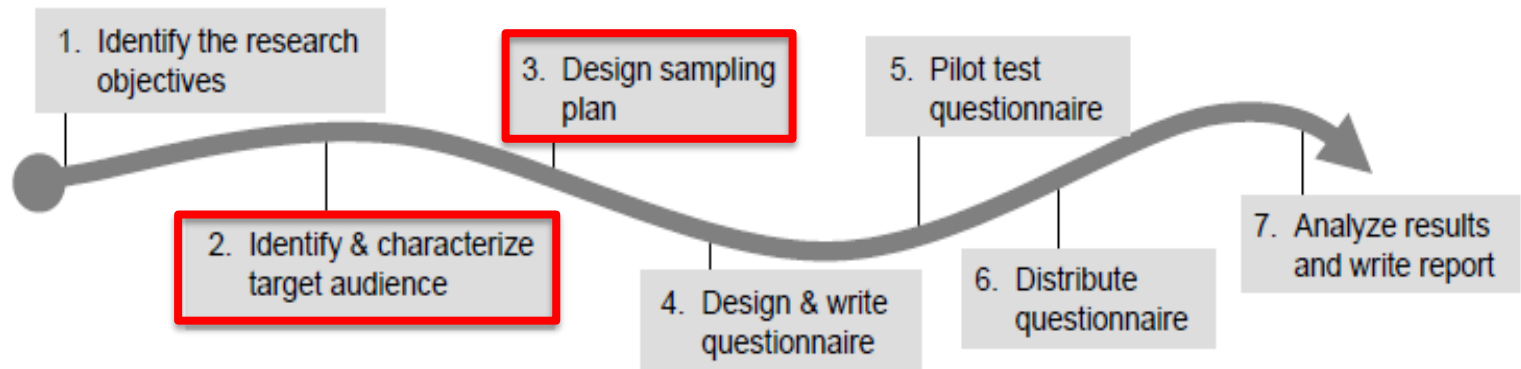 1. Identify the research
objectives
2. Identify & characterize
target audience
3. Design sampling
plan
4. Design & write
questionnaire
5. Pilot test
questionnaire
6. Distribute
questionnaire
7. Analyze results
and write report